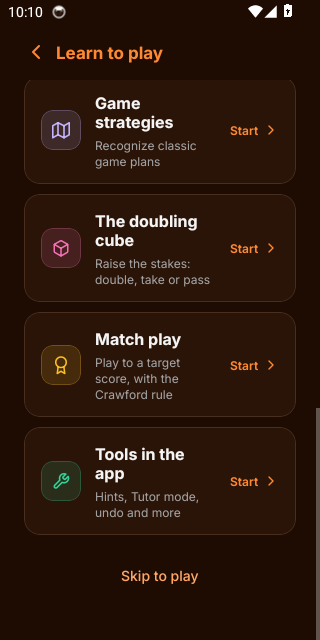 10:10
Learn to play
Game
strategies
Recognize classic
game plans
Start
The doubling
cube
Raise the stakes:
double, take or pass
Start
Match play
Play to a target
score, with the
Crawford rule
Start
Tools in the
app
Hints, Tutor mode,
undo and more
Start
Skip to play